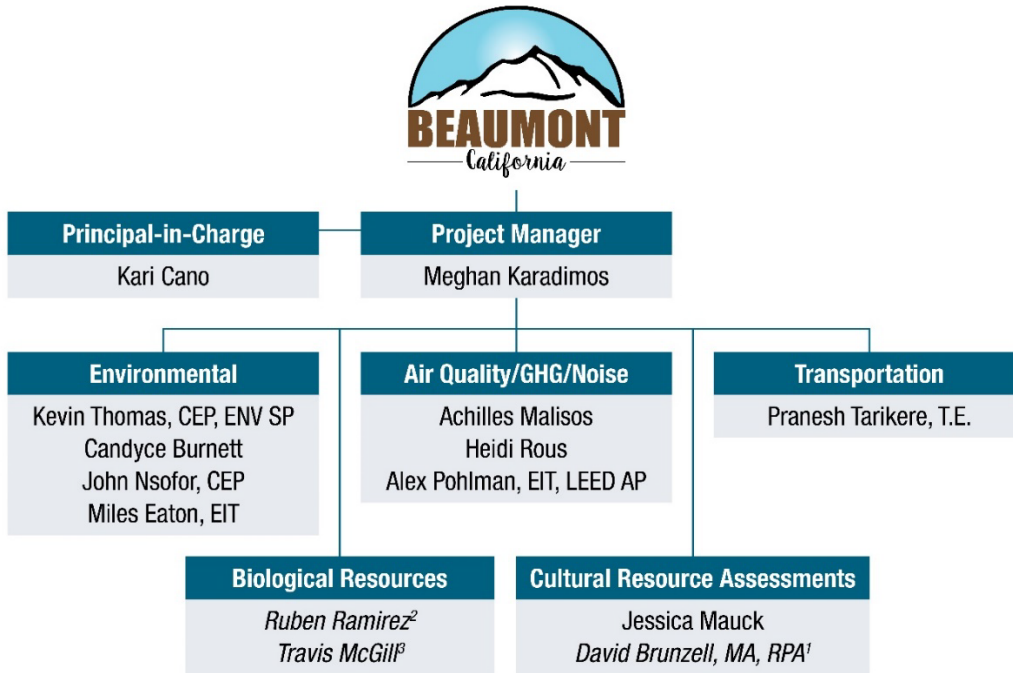 BEAUMONT
California
Principal-in-Charge
Kari Cano
Project Manager
Meghan Karadimos
Environmental
Kevin Thomas, CEP, ENV SP
Candyce Burnett
John Nsofor, CEP
Miles Eaton, EIT
Air Quality/GHG/Noise
Achilles Malisos
Heidi Rous
Alex Pohlman, EIT, LEED AP
Transportation
Pranesh Tarikere, T.E.
Biological Resources
Ruben Ramirez²
Travis McGill³
Cultural Resource Assessments
Jessica Mauck
David Brunzell, MA, RPA¹